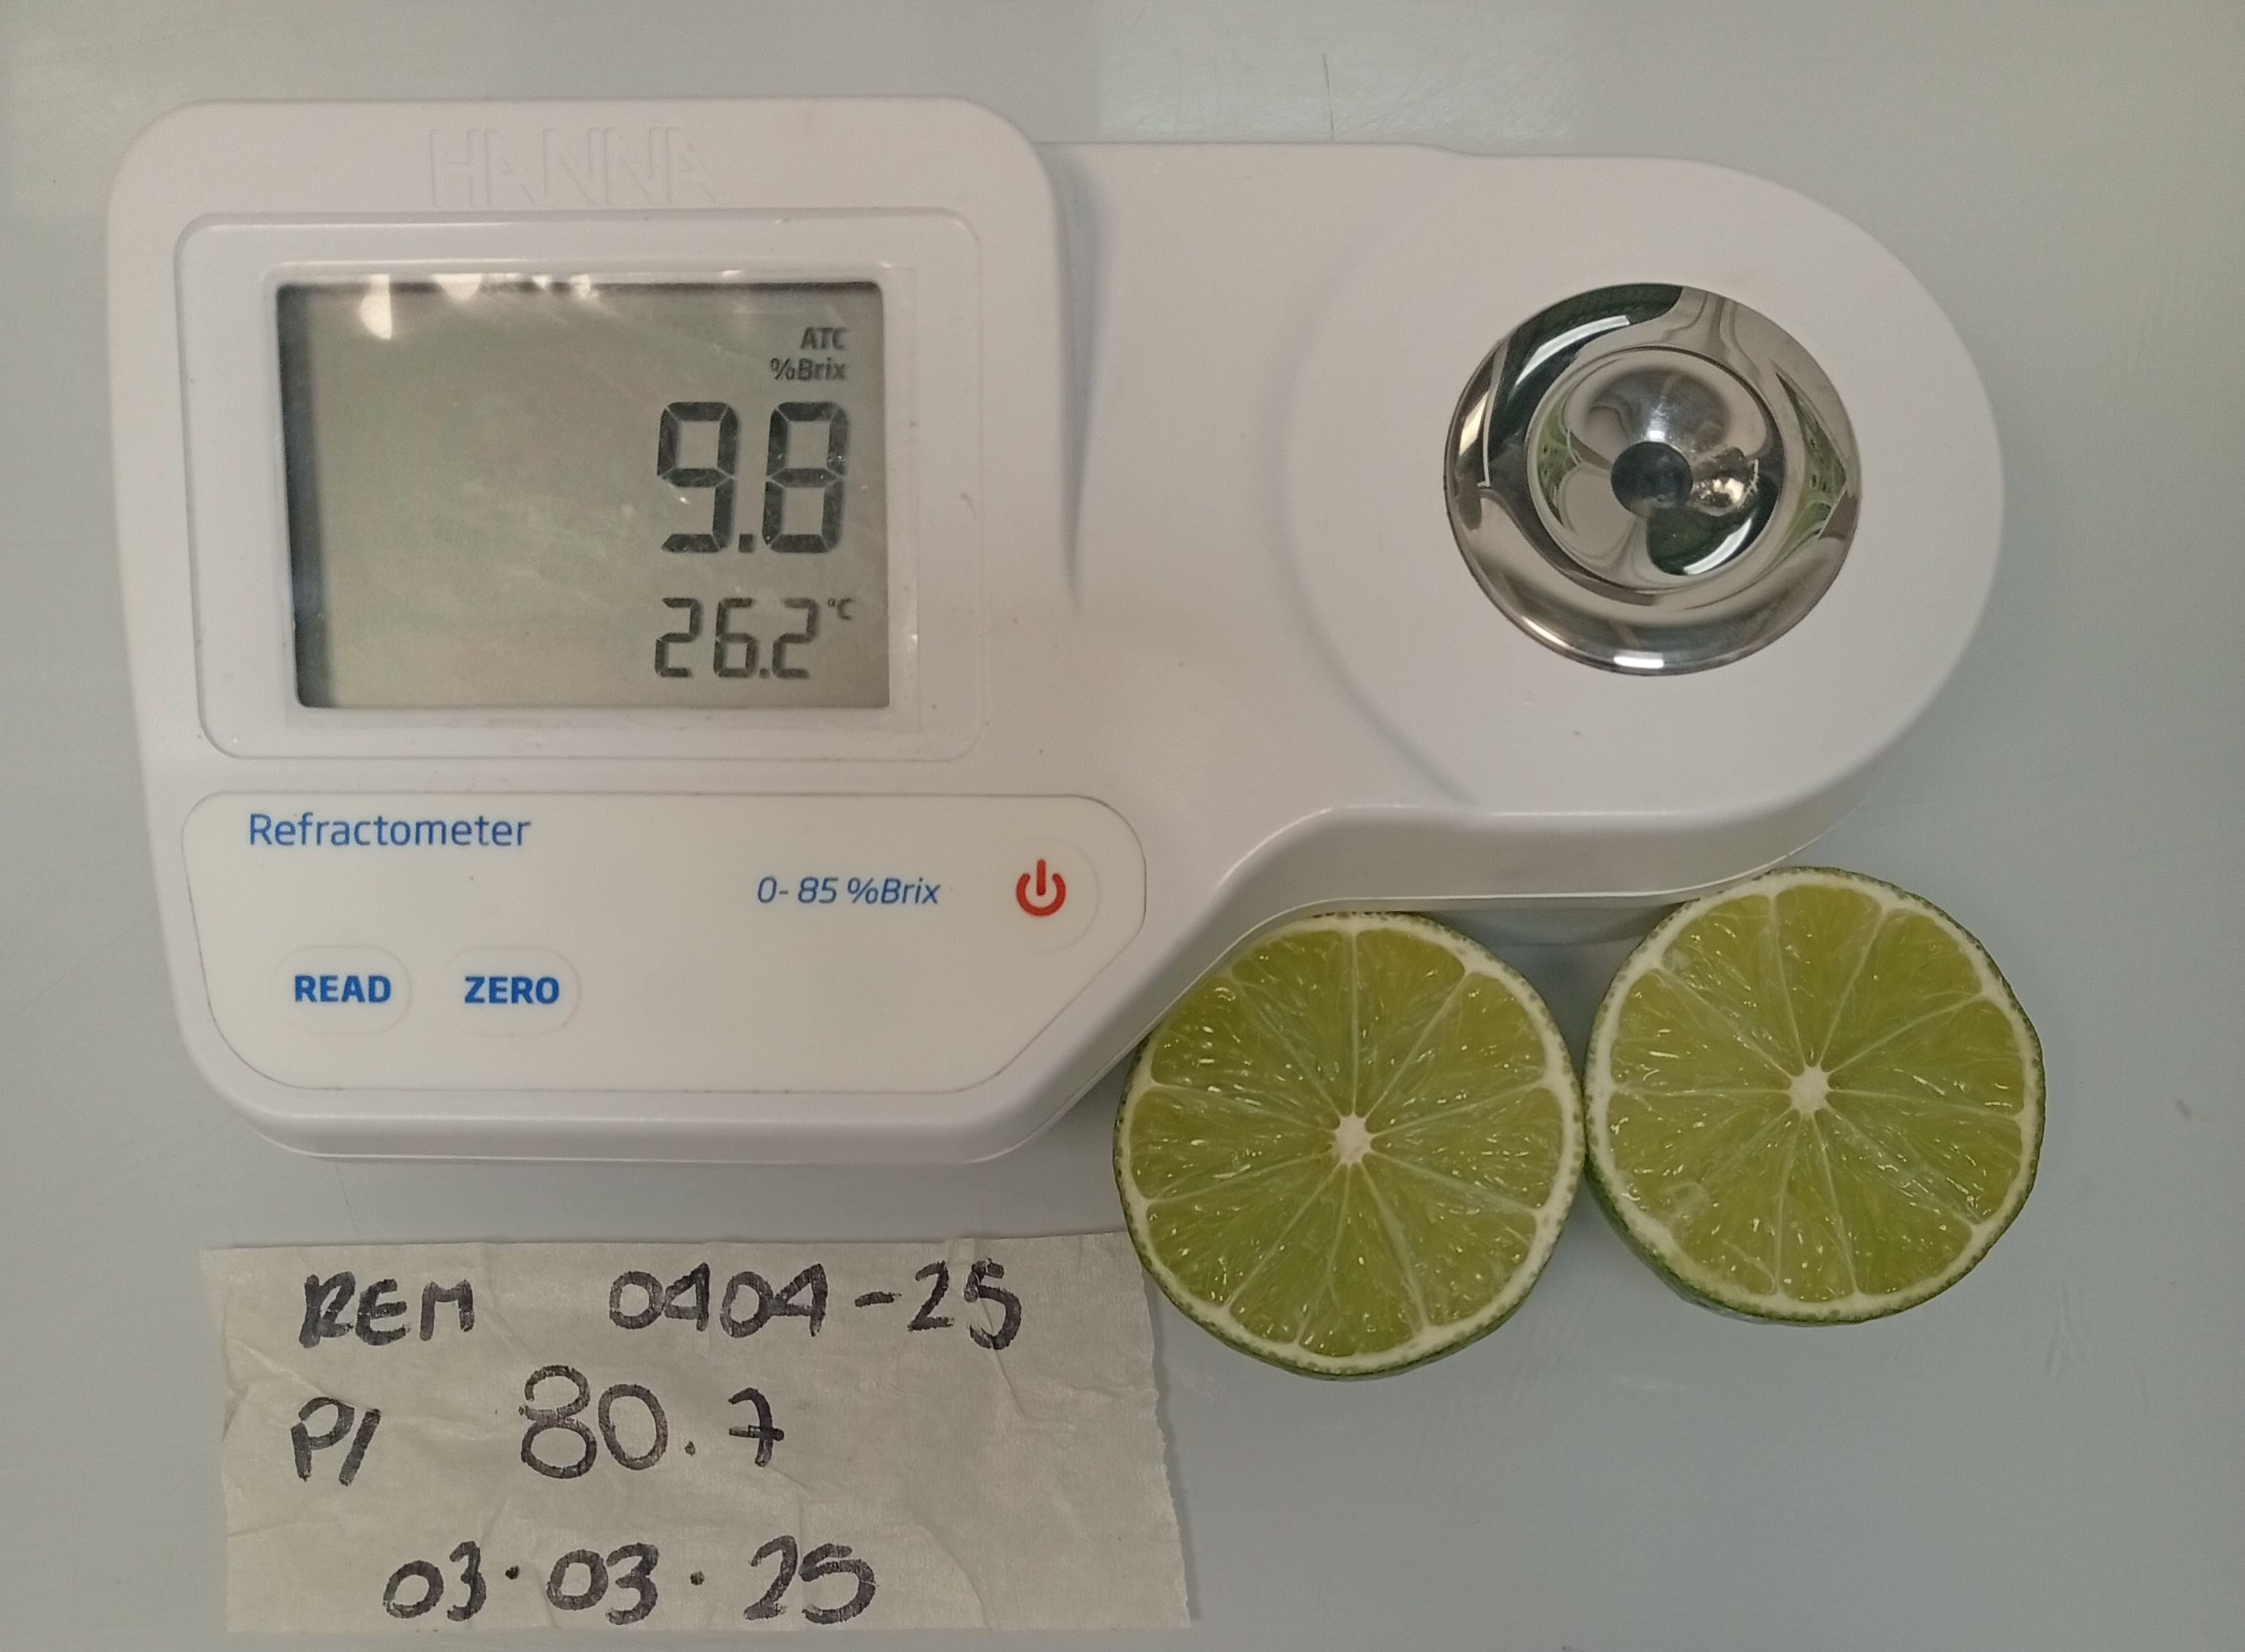 HANNA
ATC
%Brix
9.8
26.2°C
Refractometer
0-85 %Brix
READ ZERO
REM 0404-25
P/ 80.7
03.03.25